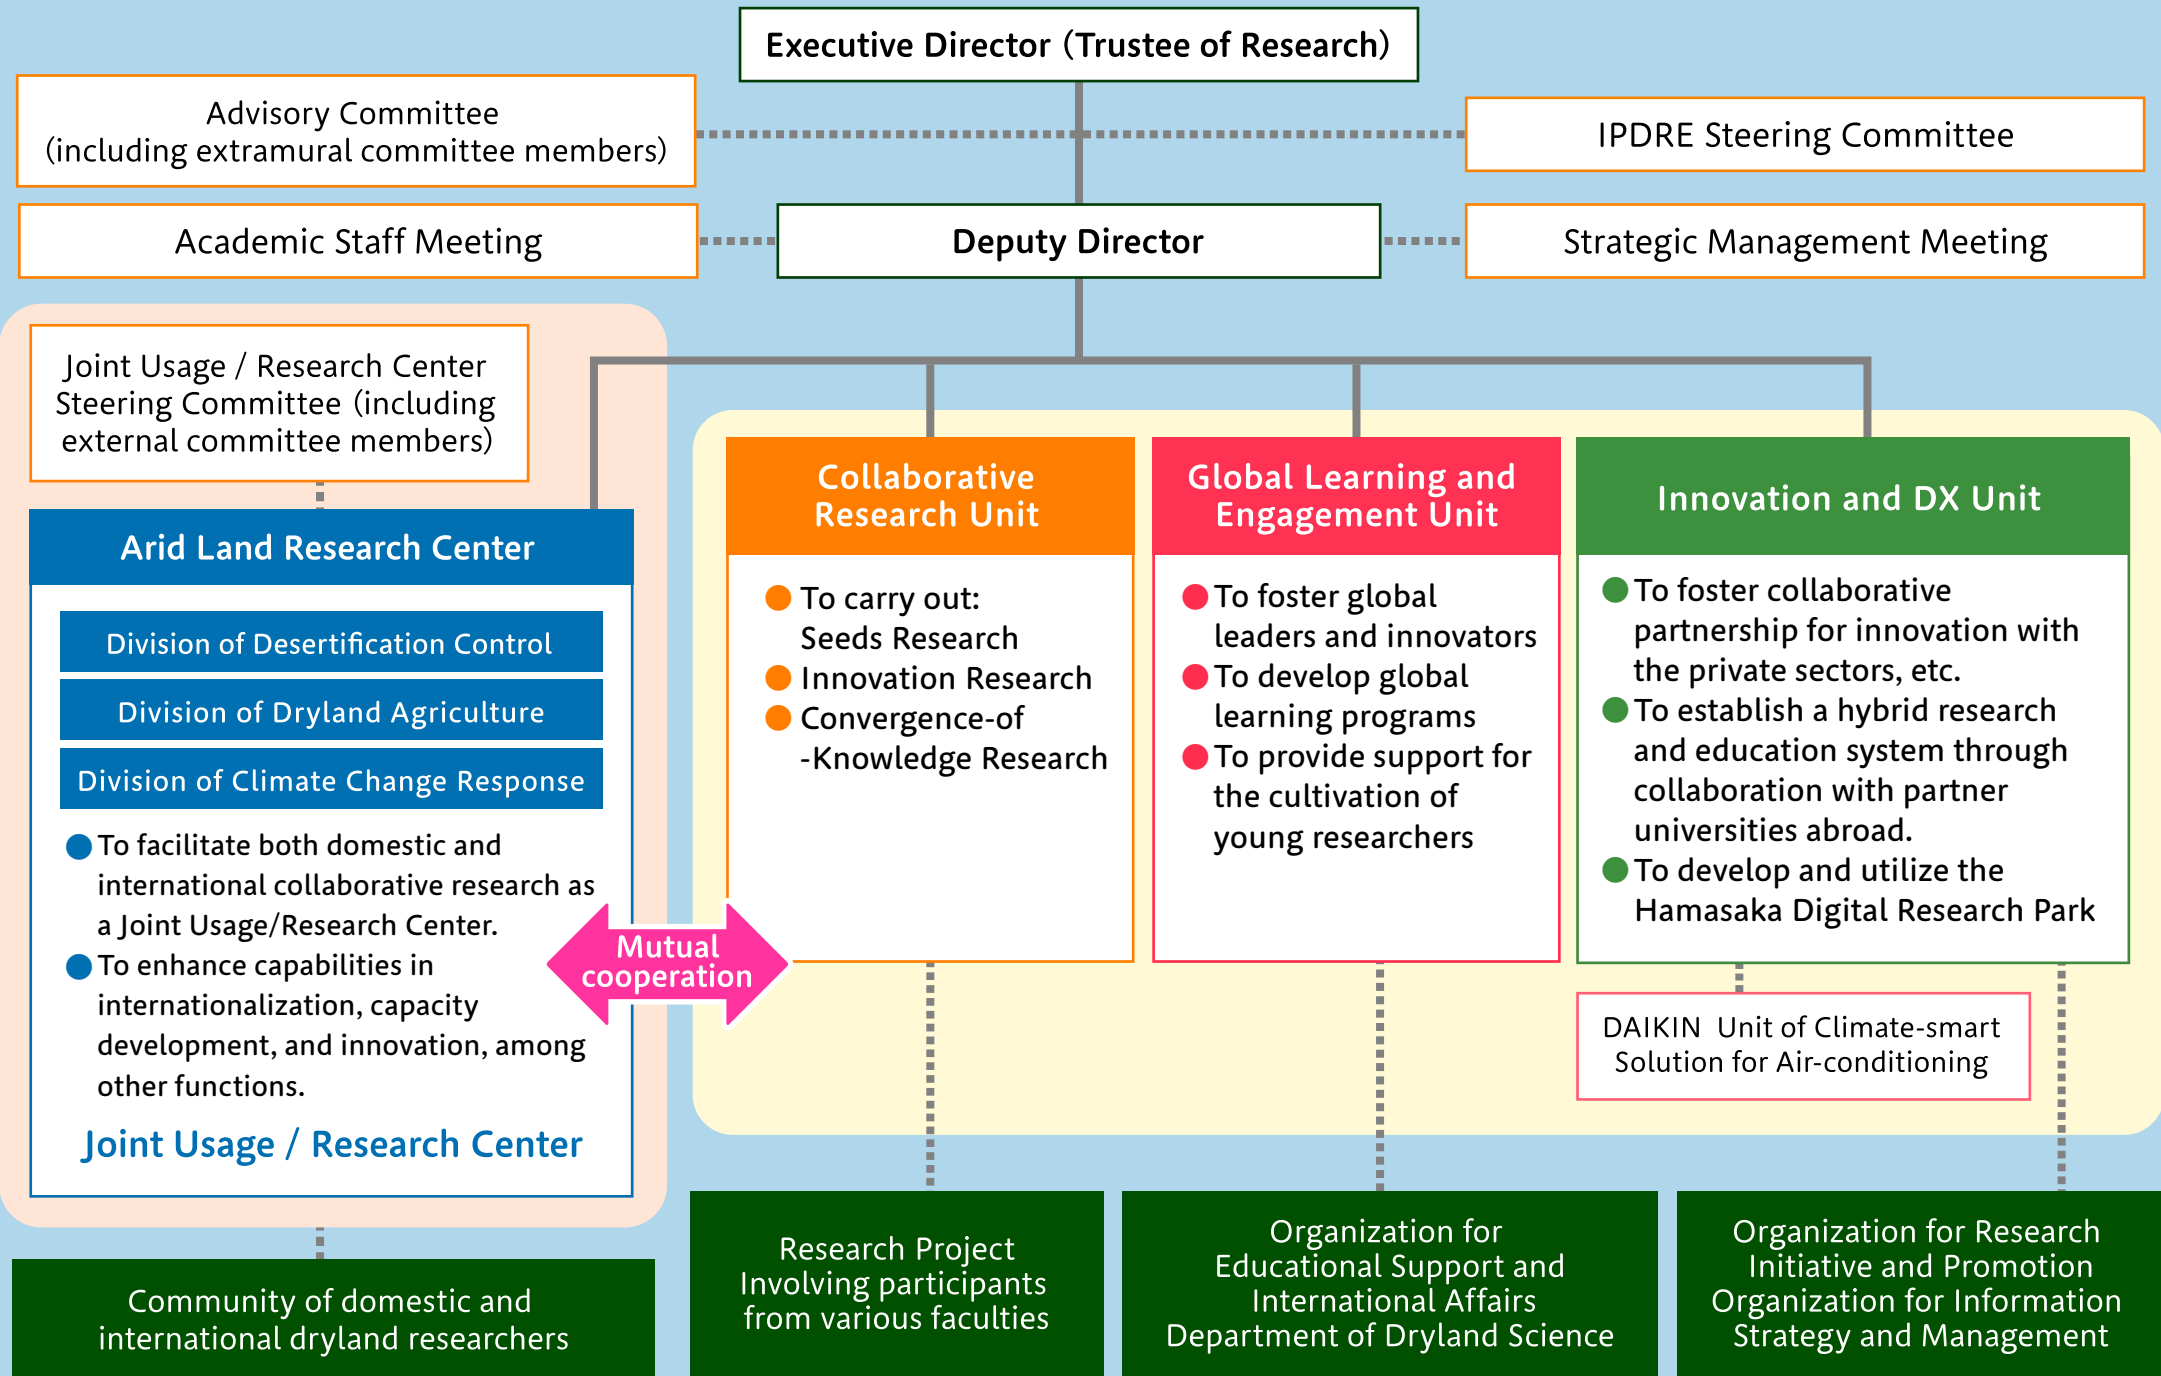 Executive Director (Trustee of Research)
Advisory Committee
(including extramural committee members)
IPDRE Steering Committee
Academic Staff Meeting
Deputy Director
Strategic Management Meeting
Joint Usage / Research Center
Steering Committee (including
external committee members)
Arid Land Research Center
Division of Desertification Control
Division of Dryland Agriculture
Division of Climate Change Response
To facilitate both domestic and
international collaborative research as
a Joint Usage/Research Center.
To enhance capabilities in
internationalization, capacity
development, and innovation, among
other functions.
Joint Usage / Research Center
Mutual
cooperation
Collaborative
Research Unit
To carry out:
Seeds Research
Innovation Research
Convergence-of
-Knowledge Research
Global Learning and
Engagement Unit
To foster global
leaders and innovators
To develop global
learning programs
To provide support for
the cultivation of
young researchers
Innovation and DX Unit
To foster collaborative
partnership for innovation with
the private sectors, etc.
To establish a hybrid research
and education system through
collaboration with partner
universities abroad.
To develop and utilize the
Hamasaka Digital Research Park
DAIKIN Unit of Climate-smart
Solution for Air-conditioning
Community of domestic and
international dryland researchers
Research Project
Involving participants
from various faculties
Organization for
Educational Support and
International Affairs
Department of Dryland Science
Organization for Research
Initiative and Promotion
Organization for Information
Strategy and Management